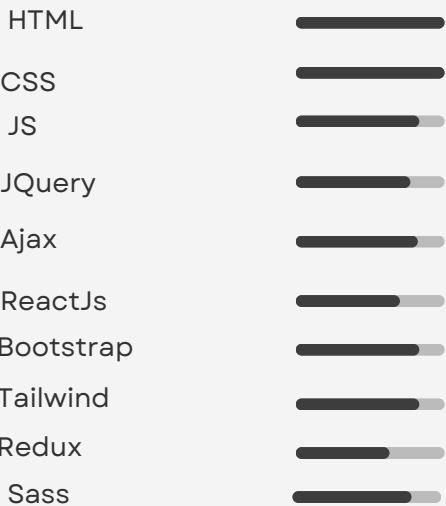 HTML
CSS
JS
JQuery
Ajax
ReactJs
Bootstrap
Tailwind
Redux
Sass